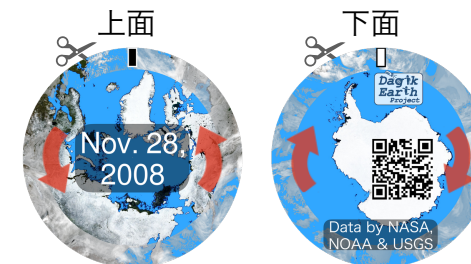 上面
下面
Nov. 28,
2008
Dagik
Earth
Project
Data by NASA,
NOAA & USGS